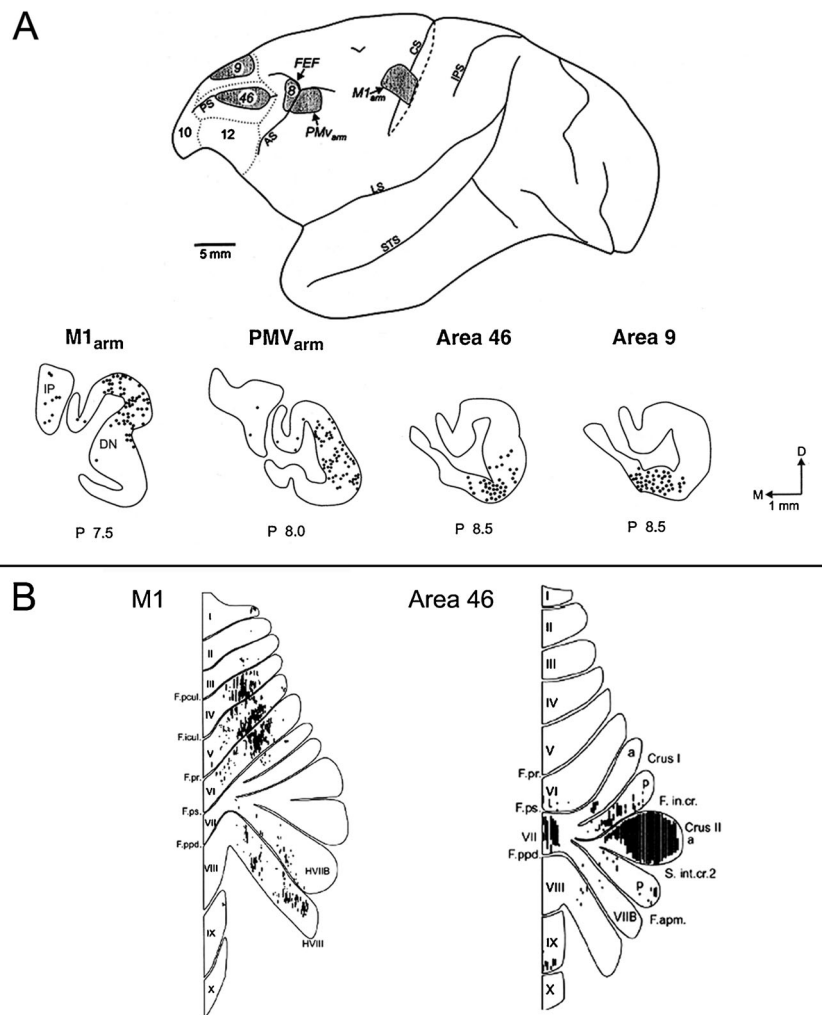 A
9
FEF
8
46
PS
M1arm
CS
IPS
10
12
AS
PMvarm
LS
STS
5 mm
M1arm
PMVarm
Area 46
Area 9
IP
DN
D
M
1 mm
P 7.5
P 8.0
P 8.5
P 8.5
B
M1
Area 46
I
II
III
F.pcul.
IV
F.icul.
V
F.pr.
VI
F.ps.
VII
F.ppd.
VIII
HVIIB
IX
HVIII
X
I
II
III
IV
V
a
Crus I
F.pr.
VI
p
F. in.cr.
F.ps
VII
Crus II
a
F.ppd
S. int.cr.2
VIII
p
VIIB
F.apm.
IX
X